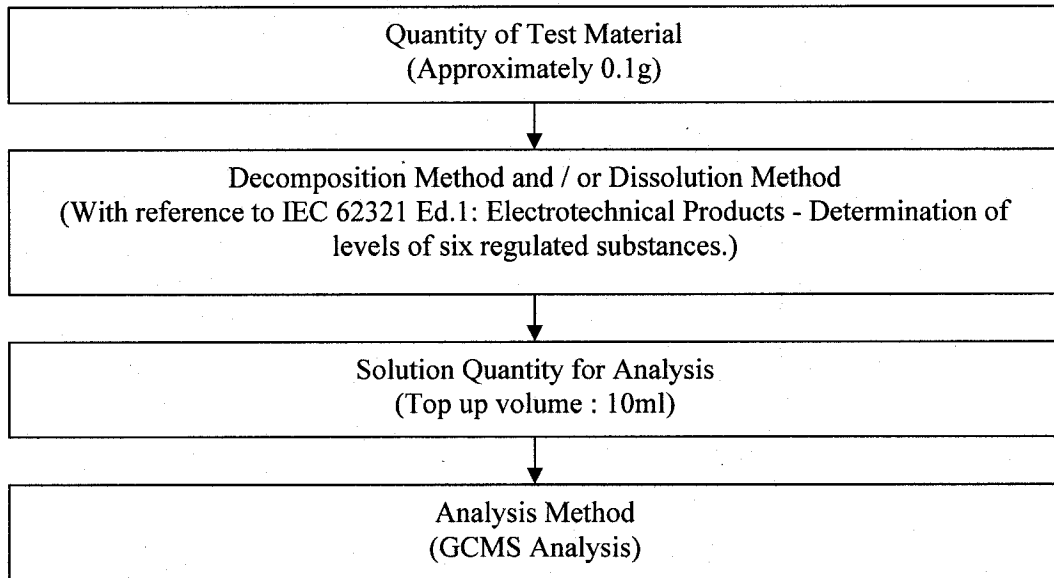 Quantity of Test Material
(Approximately 0.1g)
Decomposition Method and / or Dissolution Method
(With reference to IEC 62321 Ed.1: Electrotechnical Products - Determination of
levels of six regulated substances.)
Solution Quantity for Analysis
(Top up volume : 10ml)
Analysis Method
(GCMS Analysis)